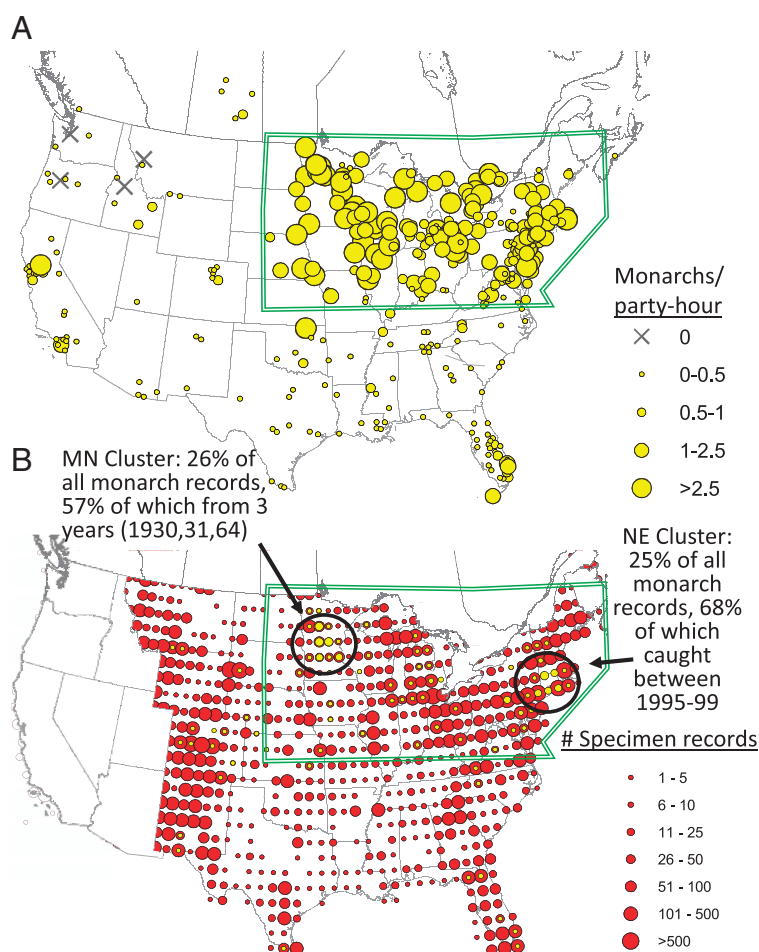 A
Monarchs/
party-hour
0
0-0.5
0.5-1
1-2.5
>2.5
B
MN Cluster: 26% of
all monarch records,
57% of which from 3
years (1930,31,64)
NE Cluster:
25% of all
monarch
records, 68%
of which
caught
between
1995-99
# Specimen records
1 - 5
6 - 10
11 - 25
26 - 50
51 - 100
101 - 500
>500